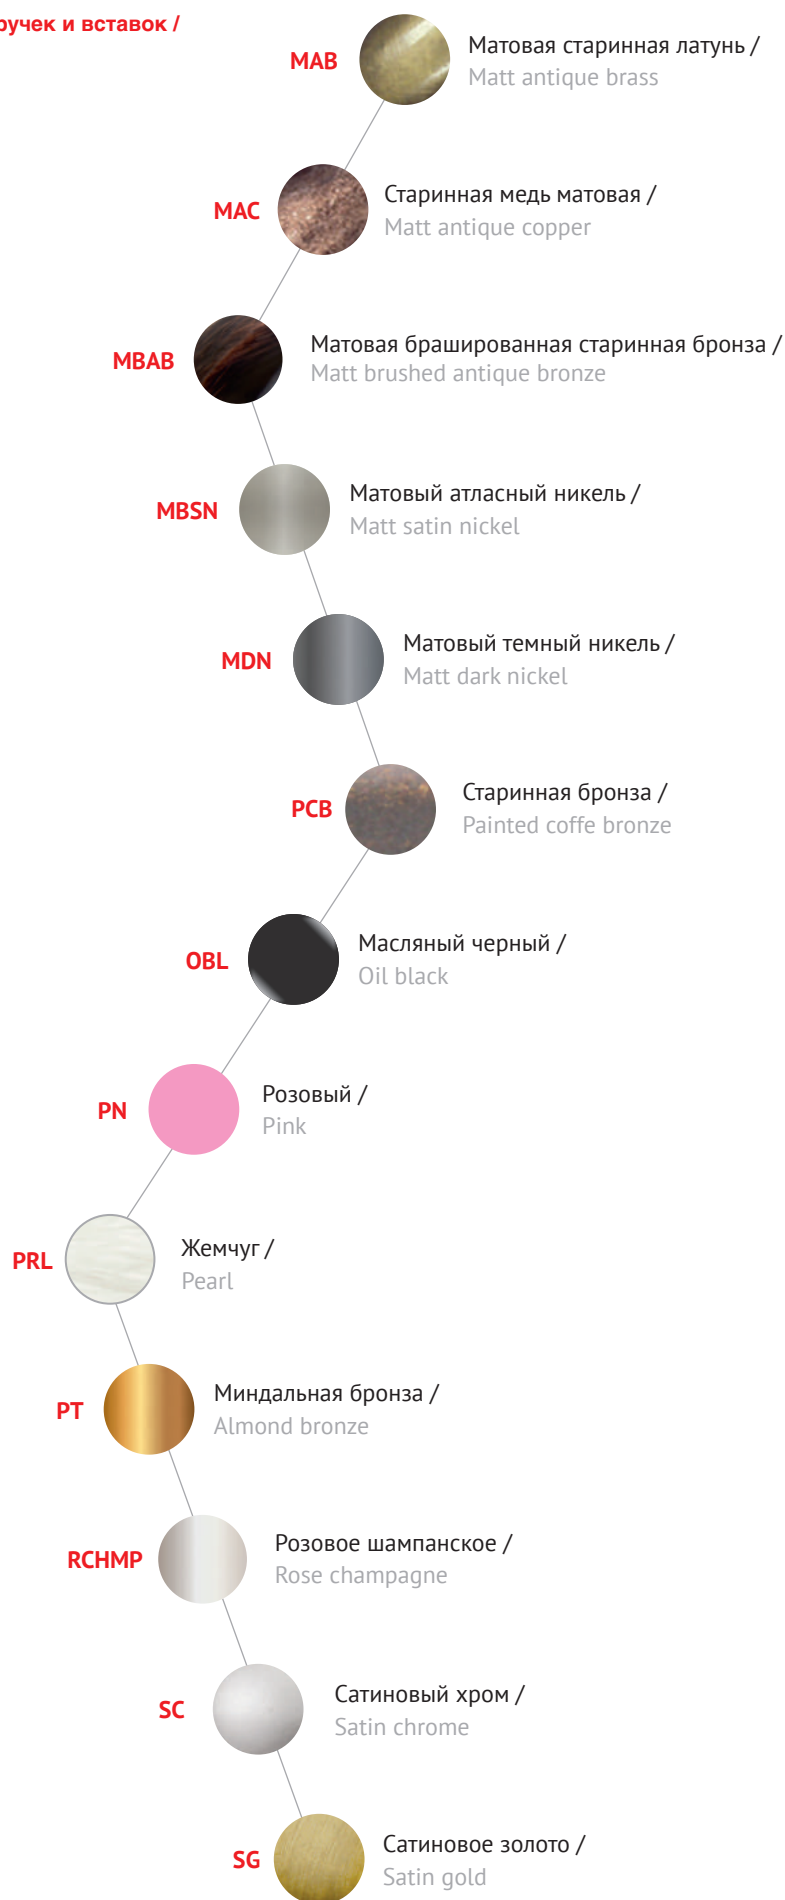 ручек и вставок /
MAB
Матовая старинная латунь /
Matt antique brass
MAC
Старинная медь матовая /
Matt antique copper
MBAB
Матовая брашированная старинная бронза /
Matt brushed antique bronze
MBSN
Матовый атласный никель /
Matt satin nickel
MDN
Матовый темный никель /
Matt dark nickel
PCB
Старинная бронза /
Painted coffe bronze
OBL
Масляный черный /
Oil black
PN
Розовый /
Pink
PRL
Жемчуг /
Pearl
PT
Миндальная бронза /
Almond bronze
RCHMP
Розовое шампанское /
Rose champagne
SC
Сатиновый хром /
Satin chrome
SG
Сатиновое золото /
Satin gold